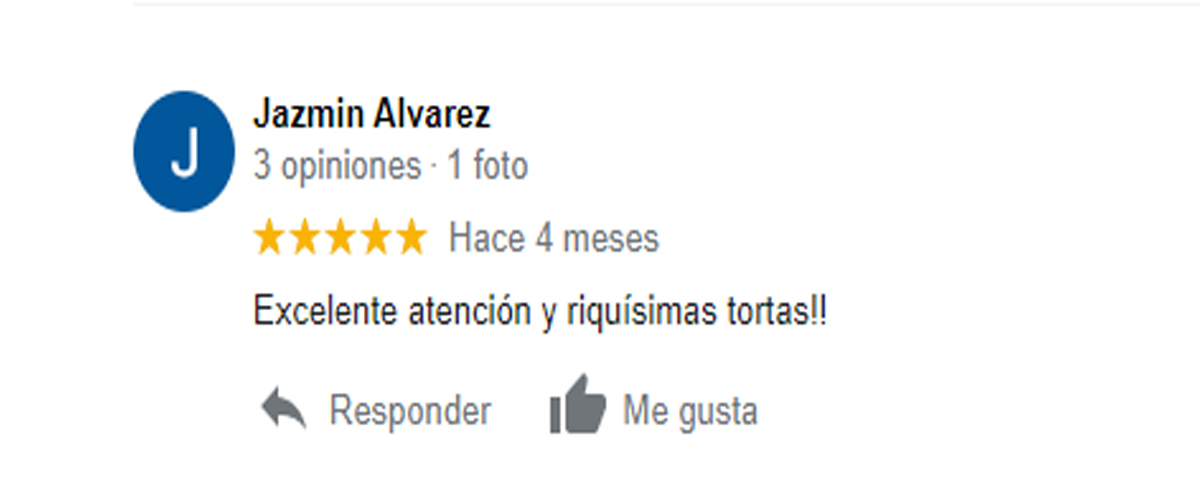 J
Jazmin Alvarez
3 opiniones · 1 foto
Hace 4 meses
Excelente atención y riquísimas tortas!!
Responder Me gusta